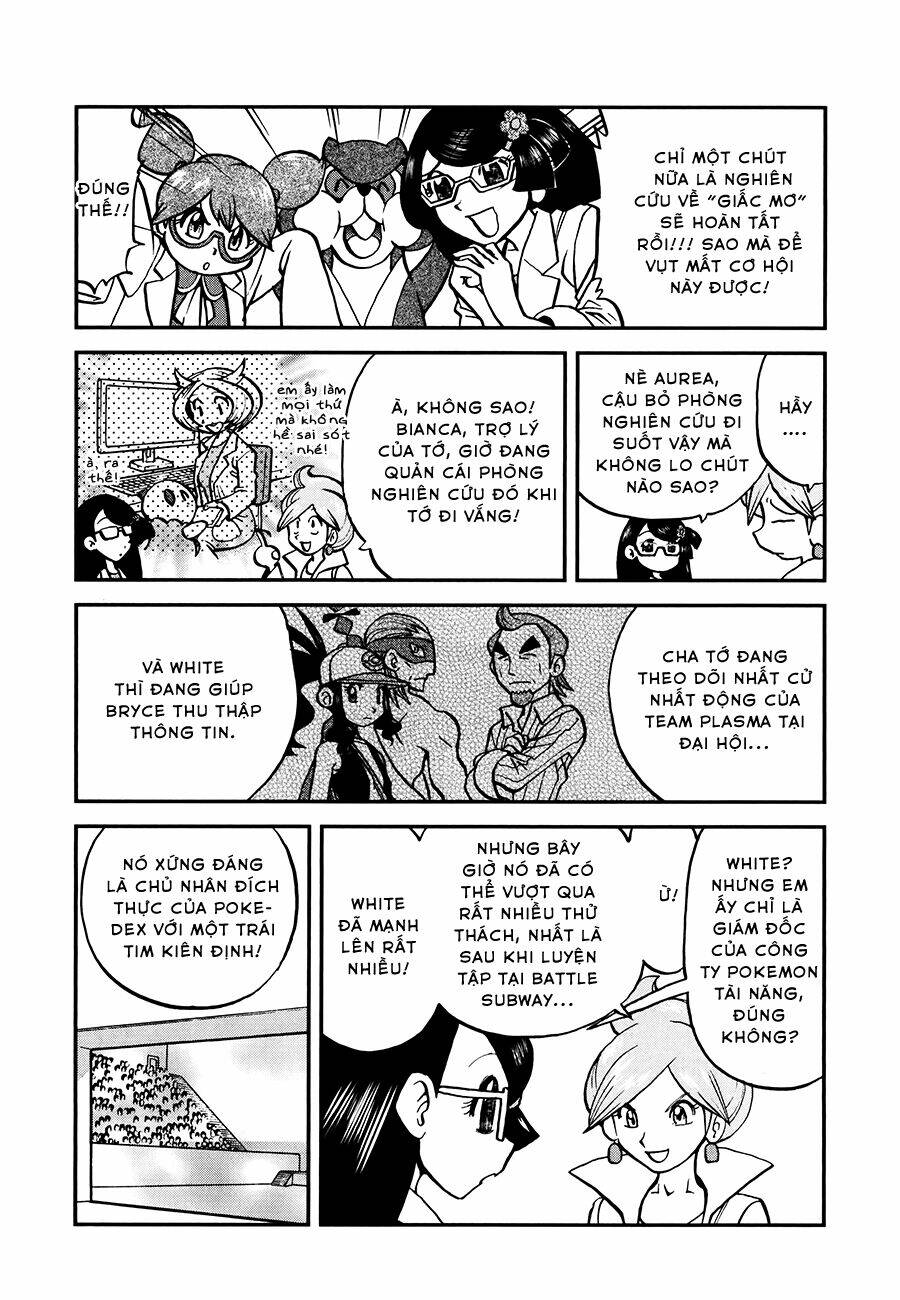 CHỈ MỘT CHÚT
NỮA LÀ NGHIÊN
CỨU VỀ "GIẤC MƠ"
SẼ HOÀN TẤT
RỒI!!! SAO MÀ ĐỂ
VỤT MẤT CƠ HỘI
NÀY ĐƯỢC!
ĐÚNG
THẾ!!
HẦY
....
NÈ AUREA,
CẬU BỎ PHÒNG
NGHIÊN CỨU ĐI
SUỐT VẬY MÀ
KHÔNG LO CHÚT
NÀO SAO?
À, KHÔNG SAO!
BIANCA, TRỢ LÝ
CỦA TỚ, GIỜ ĐANG
QUẢN CÁI PHÒNG
NGHIÊN CỨU ĐÓ KHI
TỚ ĐI VẮNG!
em ấy làm
mọi thứ
mà không
hề sai sót
nhé!
à, ra
thế!
CHA TỚ ĐANG
THEO DÕI NHẤT CỬ
NHẤT ĐỘNG CỦA
TEAM PLASMA TẠI
ĐẠI HỘI...
VÀ WHITE
THÌ ĐANG GIÚP
BRYCE THU THẬP
THÔNG TIN.
WHITE?
NHƯNG EM
ẤY CHỈ LÀ
GIÁM ĐỐC
CỦA CÔNG
TY POKEMON
TÀI NĂNG,
ĐÚNG
KHÔNG?
Ừ!
NHƯNG BÂY
GIỜ NÓ ĐÃ CÓ
THỂ VƯỢT QUA
RẤT NHIỀU THỬ
THÁCH, NHẤT LÀ
SAU KHI LUYỆN
TẬP TẠI BATTLE
SUBWAY...
WHITE
ĐÃ MẠNH
LÊN RẤT
NHIỀU!
NÓ XỨNG ĐÁNG
LÀ CHỦ NHÂN ĐÍCH
THỰC CỦA POKE-
DEX VỚI MỘT TRÁI
TIM KIÊN ĐỊNH!